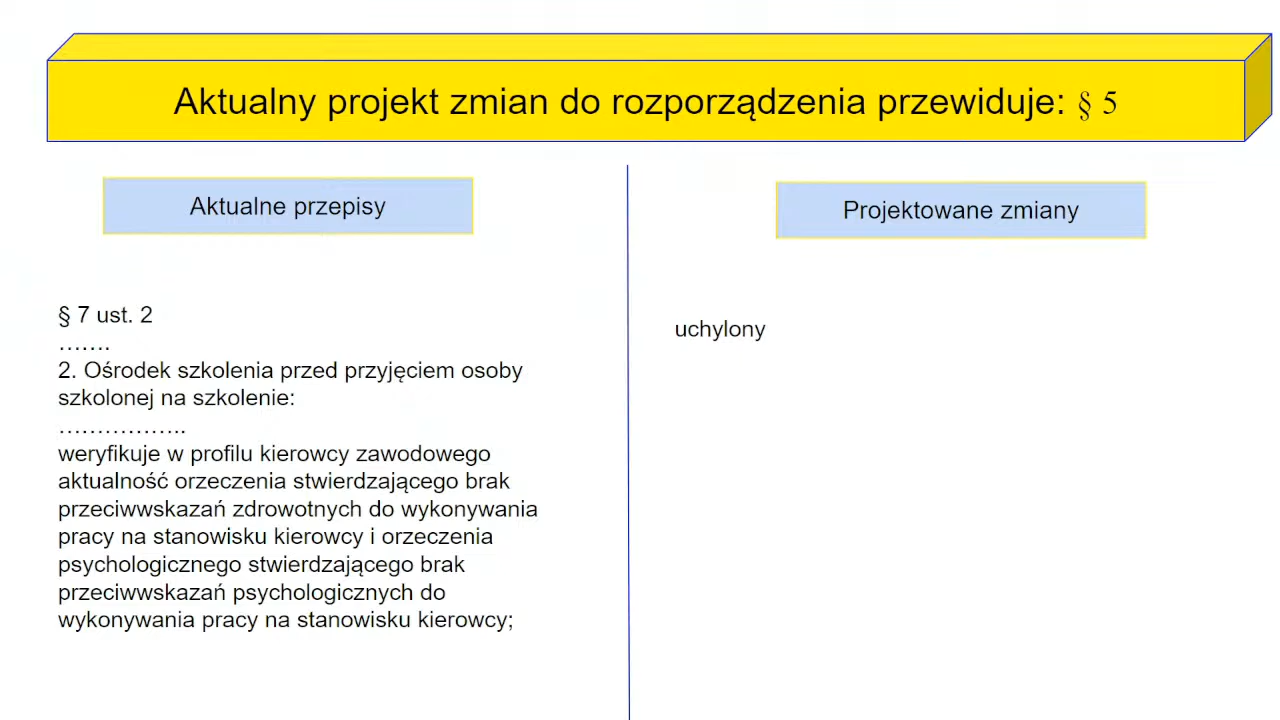 Aktualny projekt zmian do rozporządzenia przewiduje: § 5
Aktualne przepisy
§ 7 ust. 2
…….
2. Ośrodek szkolenia przed przyjęciem osoby
szkolonej na szkolenie:
……………..
weryfikuje w profilu kierowcy zawodowego
aktualność orzeczenia stwierdzającego brak
przeciwwskazań zdrowotnych do wykonywania
pracy na stanowisku kierowcy i orzeczenia
psychologicznego stwierdzającego brak
przeciwwskazań psychologicznych do
wykonywania pracy na stanowisku kierowcy;
Projektowane zmiany
uchylony